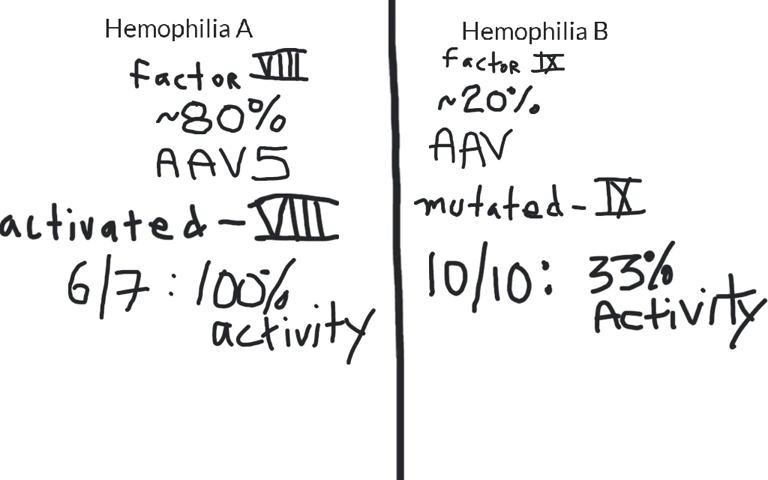 Hemophilia A
Factor VIII
~80%
AAV5
activated-VIII
6/7: 100%
activity
Hemophilia B
Factor IX
~20%
AAV
mutated-IX
10/10: 33%
Activity